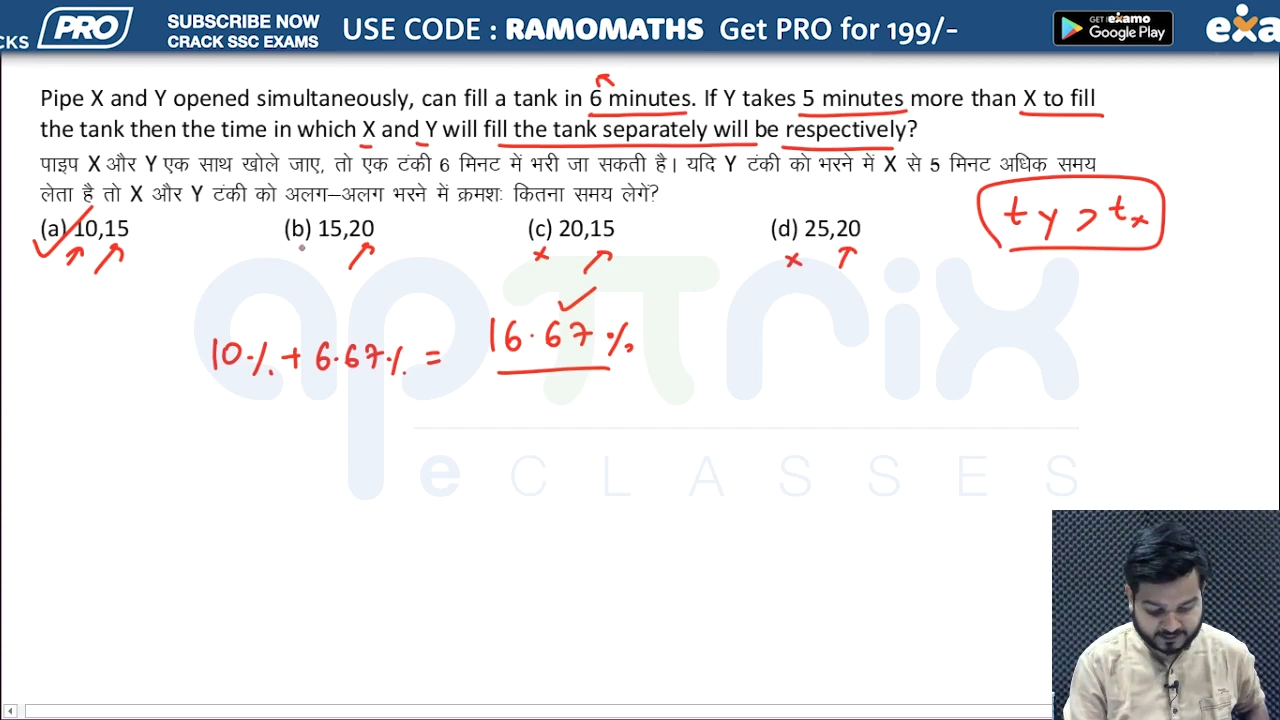 CKS PRO SUBSCRIBE NOW CRACK SSC EXAMS USE CODE : RAMOMATHS Get PRO for 199/- GET IT ON examo Google Play exa
Pipe X and Y opened simultaneously, can fill a tank in 6 minutes. If Y takes 5 minutes more than X to fill
the tank then the time in which X and Y will fill the tank separately will be respectively?
पाइप X और Y एक साथ खोले जाए, तो एक टंकी 6 मिनट में भरी जा सकती है। यदि Y टंकी को भरने में X से 5 मिनट अधिक समय
लेता है तो X और Y टंकी को अलग-अलग भरने में क्रमशः कितना समय लेगें?
(a) 10,15 (b) 15,20 (c) 20,15 (d) 25,20
t y > t x
10% + 6.67% = 16.67%
apπrix
e CLASSES